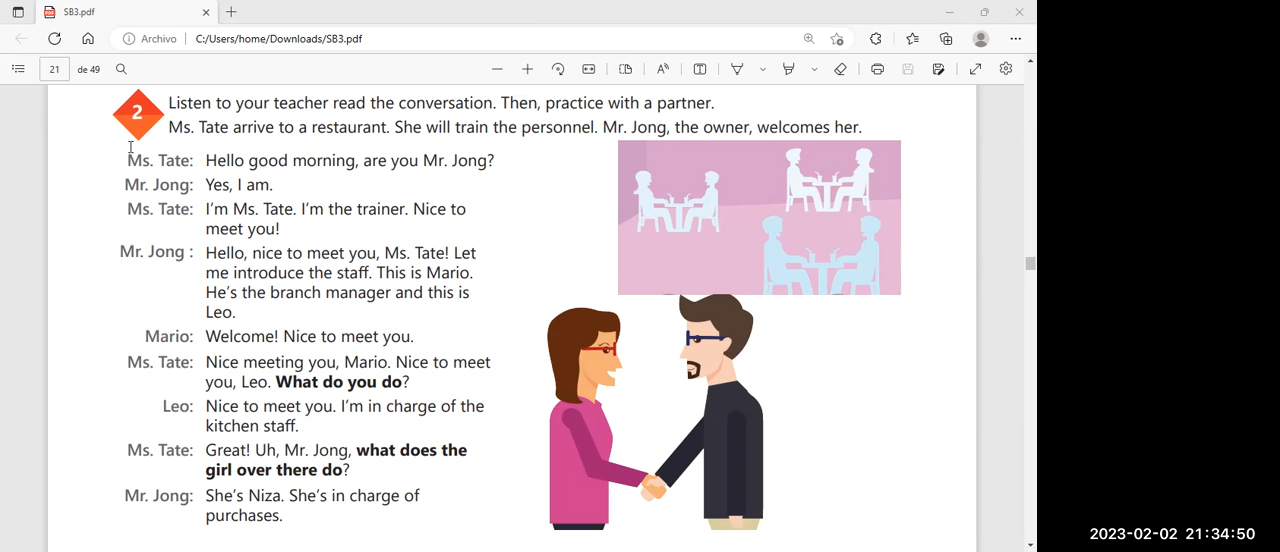 SB3.pdf
Archivo C:/Users/home/Downloads/SB3.pdf
21 de 49
2 Listen to your teacher read the conversation. Then, practice with a partner.
Ms. Tate arrive to a restaurant. She will train the personnel. Mr. Jong, the owner, welcomes her.
Ms. Tate: Hello good morning, are you Mr. Jong?
Mr. Jong: Yes, I am.
Ms. Tate: I'm Ms. Tate. I'm the trainer. Nice to
meet you!
Mr. Jong : Hello, nice to meet you, Ms. Tate! Let
me introduce the staff. This is Mario.
He's the branch manager and this is
Leo.
Mario: Welcome! Nice to meet you.
Ms. Tate: Nice meeting you, Mario. Nice to meet
you, Leo. What do you do?
Leo: Nice to meet you. I'm in charge of the
kitchen staff.
Ms. Tate: Great! Uh, Mr. Jong, what does the
girl over there do?
Mr. Jong: She's Niza. She's in charge of
purchases.
2023-02-02 21:34:50